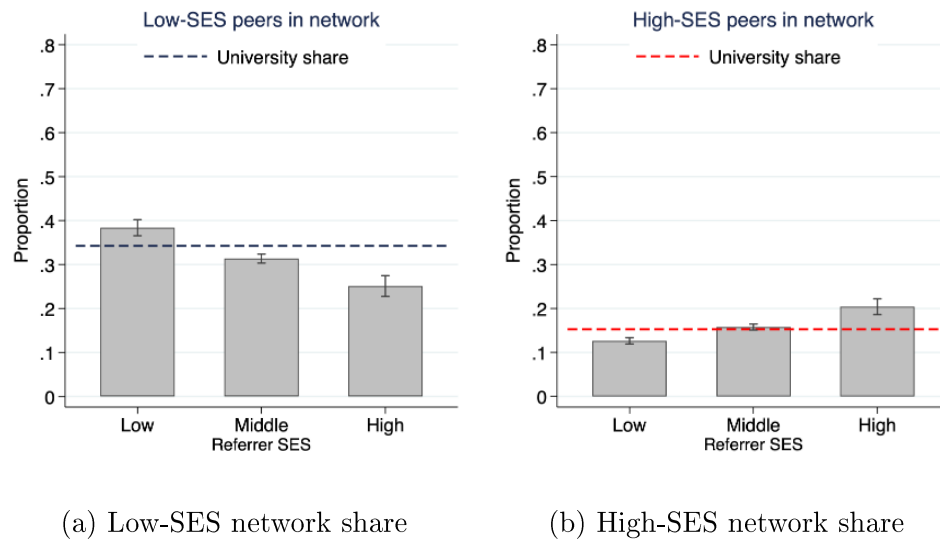 Low-SES peers in network
University share
.8
.7
.6
.5
.4
.3
.2
.1
0
Proportion
Low Middle High
Referrer SES
(a) Low-SES network share
High-SES peers in network
University share
.8
.7
.6
.5
.4
.3
.2
.1
0
Proportion
Low Middle High
Referrer SES
(b) High-SES network share